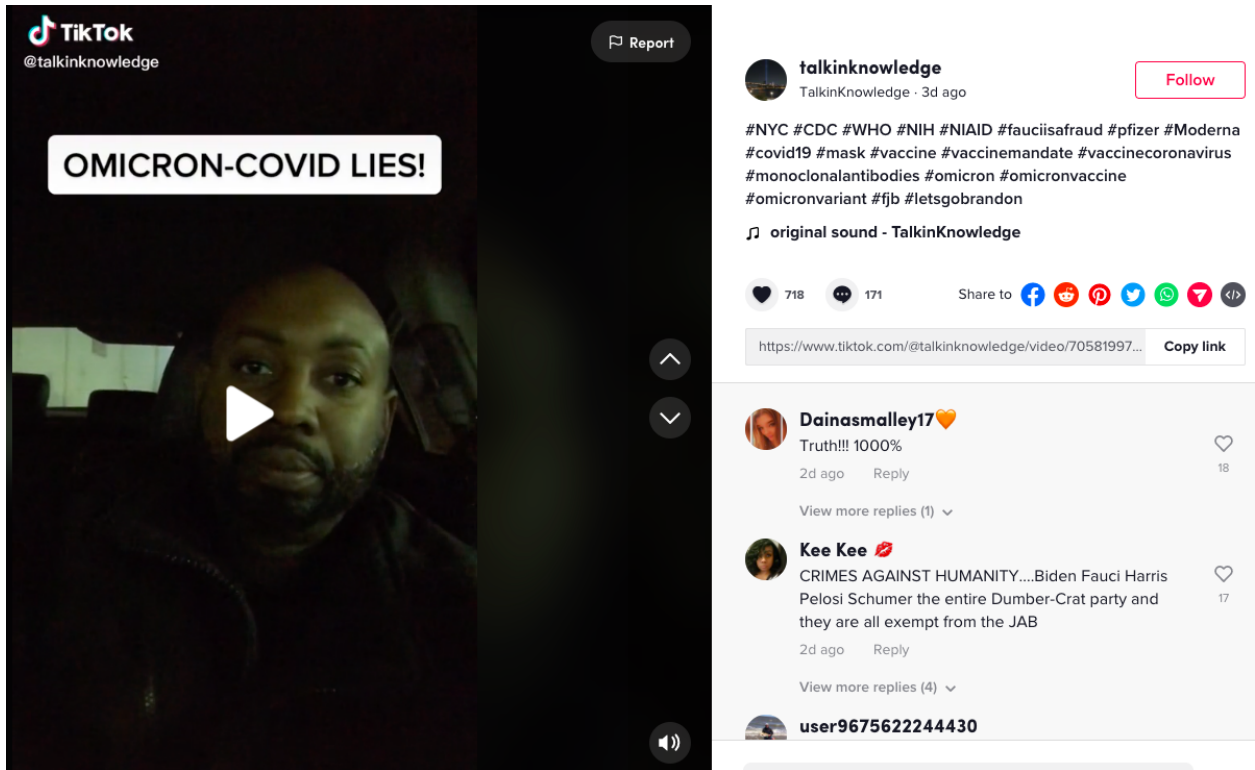 TikTok
@talkinknowledge
Report
OMICRON-COVID LIES!
talkinknowledge
TalkinKnowledge · 3d ago
Follow
#NYC #CDC #WHO #NIH #NIAID #fauciisafraud #pfizer #Moderna
#covid19 #mask #vaccine #vaccinemandate #vaccinecoronavirus
#monoclonalantibodies #omicron #omicronvaccine
#omicronvariant #fjb #letsgobrandon
original sound - TalkinKnowledge
718 171 Share to
https://www.tiktok.com/@talkinknowledge/video/70581997... Copy link
Dainasmalley17🧡
Truth!!! 1000%
18
2d ago Reply
View more replies (1)
Kee Kee 💋
CRIMES AGAINST HUMANITY....Biden Fauci Harris
Pelosi Schumer the entire Dumber-Crat party and
they are all exempt from the JAB
17
2d ago Reply
View more replies (4)
user9675622244430